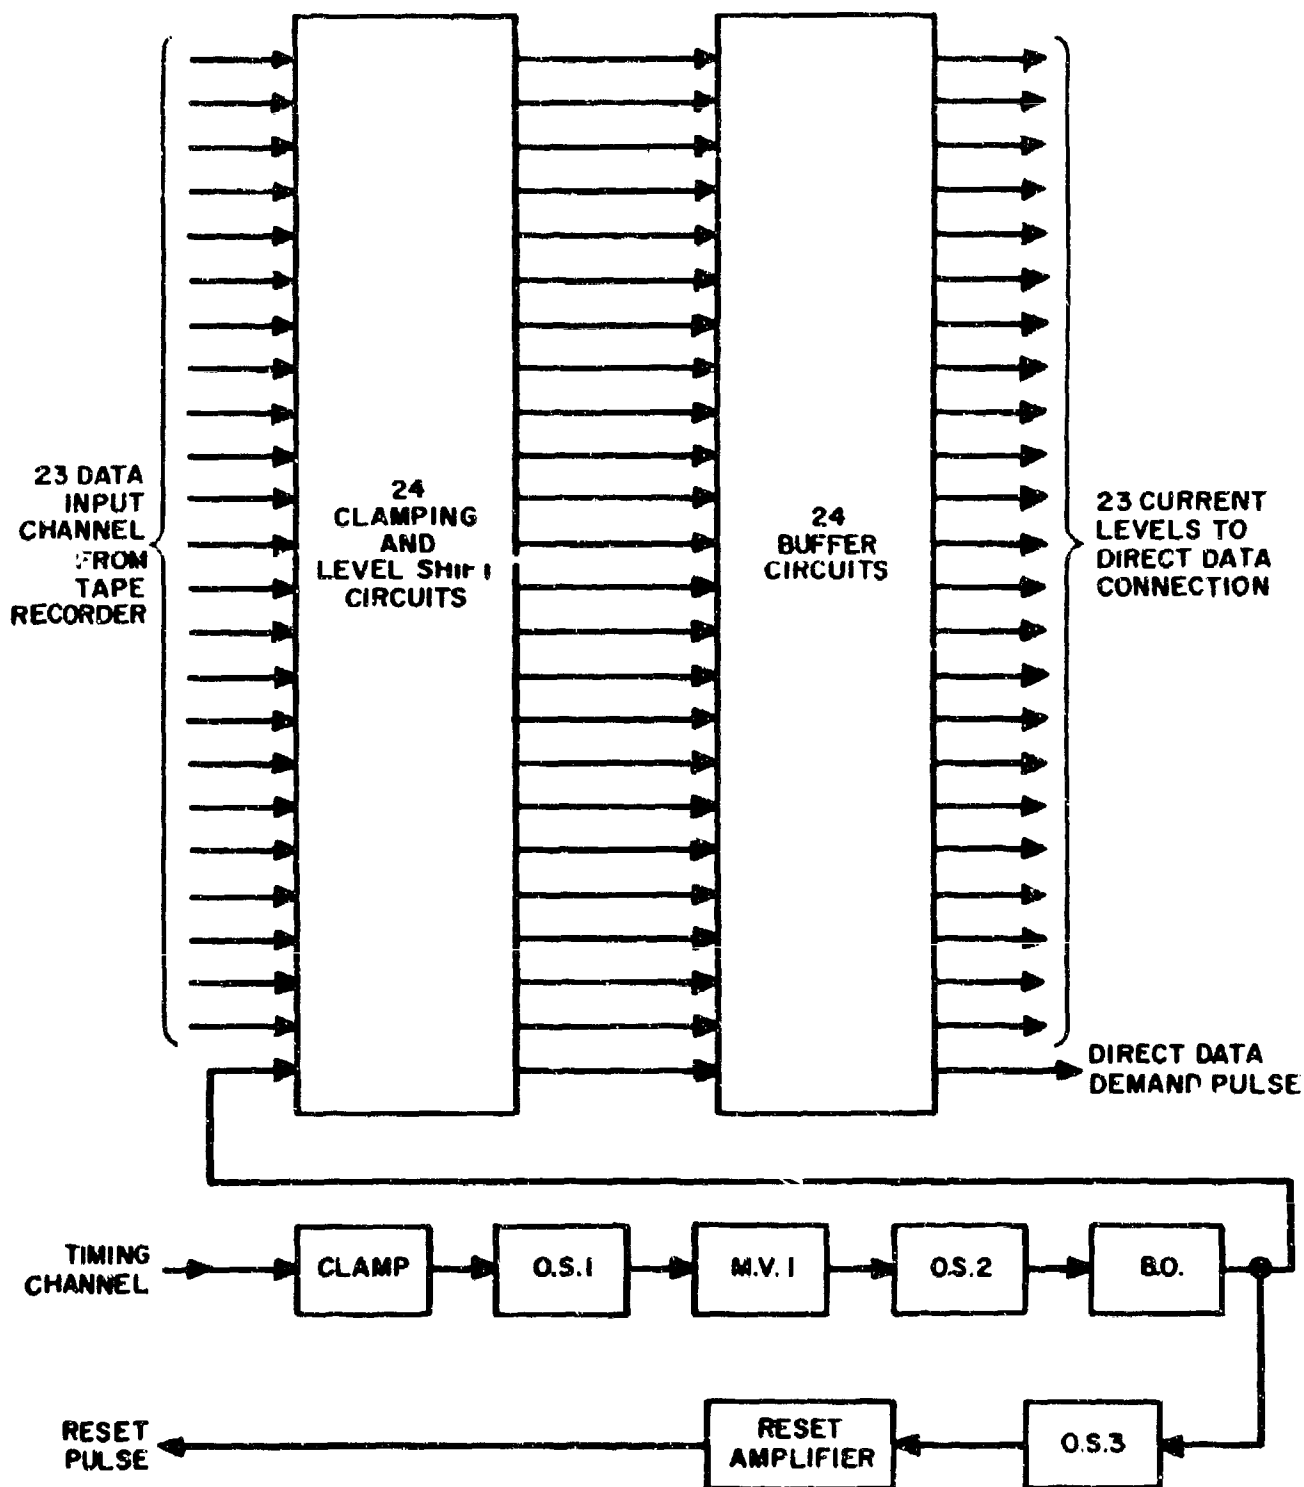 23 DATA
INPUT
CHANNEL
FROM
TAPE
RECORDER
24
CLAMPING
AND
LEVEL SHIFT
CIRCUITS
24
BUFFER
CIRCUITS
23 CURRENT
LEVELS TO
DIRECT DATA
CONNECTION
DIRECT DATA
DEMAND PULSE
TIMING
CHANNEL
CLAMP
O.S.1
M.V.1
O.S.2
B.O.
RESET
PULSE
RESET
AMPLIFIER
O.S.3